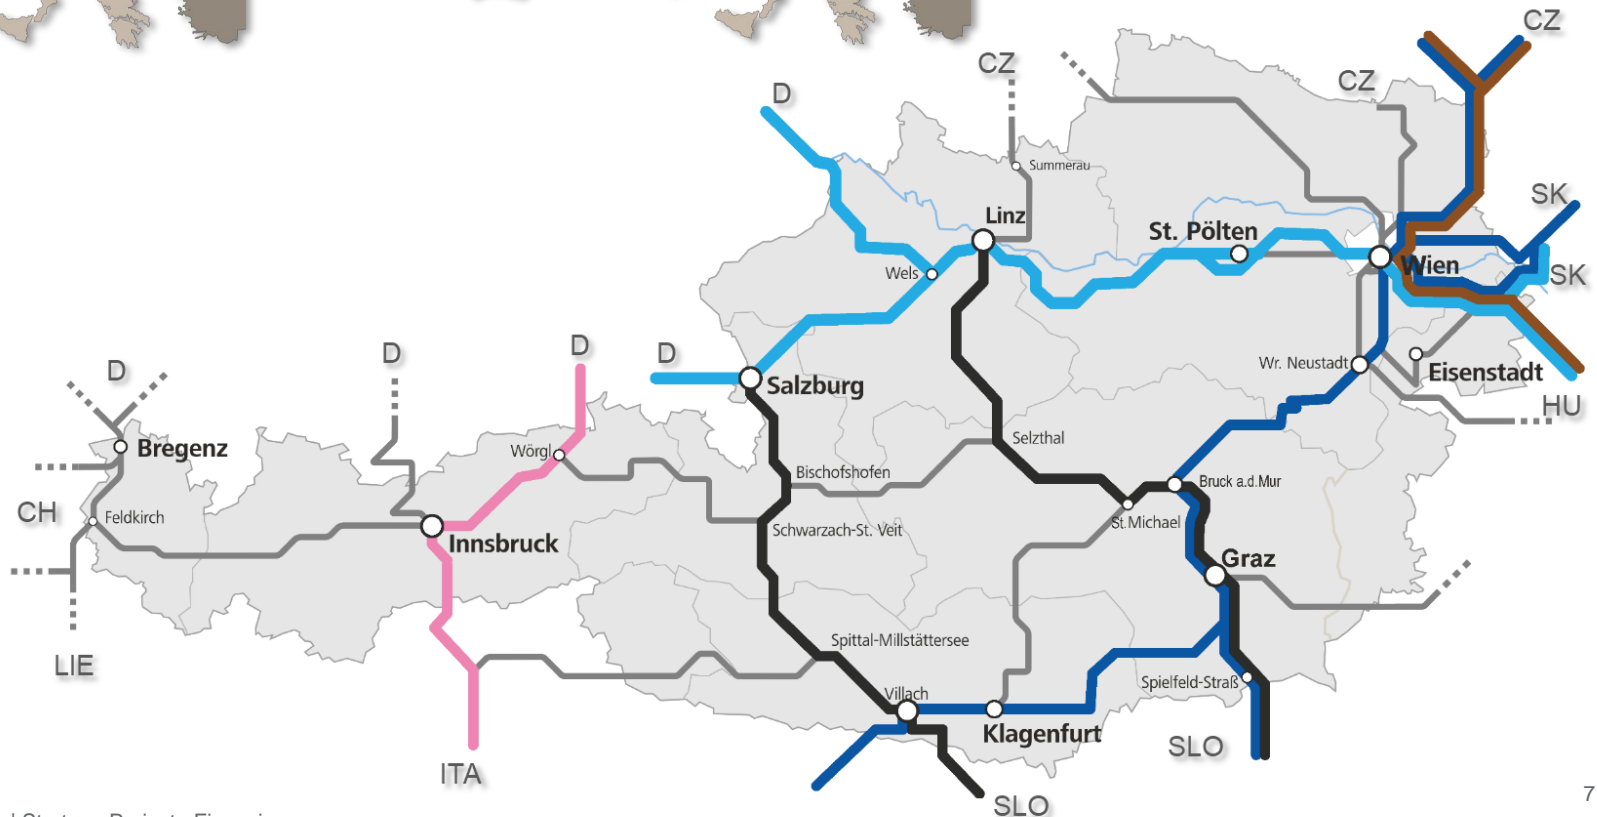 CZ
CZ
CZ
D
Summerau
SK
Linz
St. Pölten
Wels
Wien
SK
D
D
D
D
Wr. Neustadt
Eisenstadt
Salzburg
HU
Bregenz
Wörgl
Selzthal
Bischofshofen
Bruck a.d.Mur
CH
Feldkirch
St.Michael
Schwarzach-St. Veit
Innsbruck
Graz
Spittal-Millstättersee
LIE
Villach
Spielfeld-Straß
Klagenfurt
SLO
ITA
SLO
7